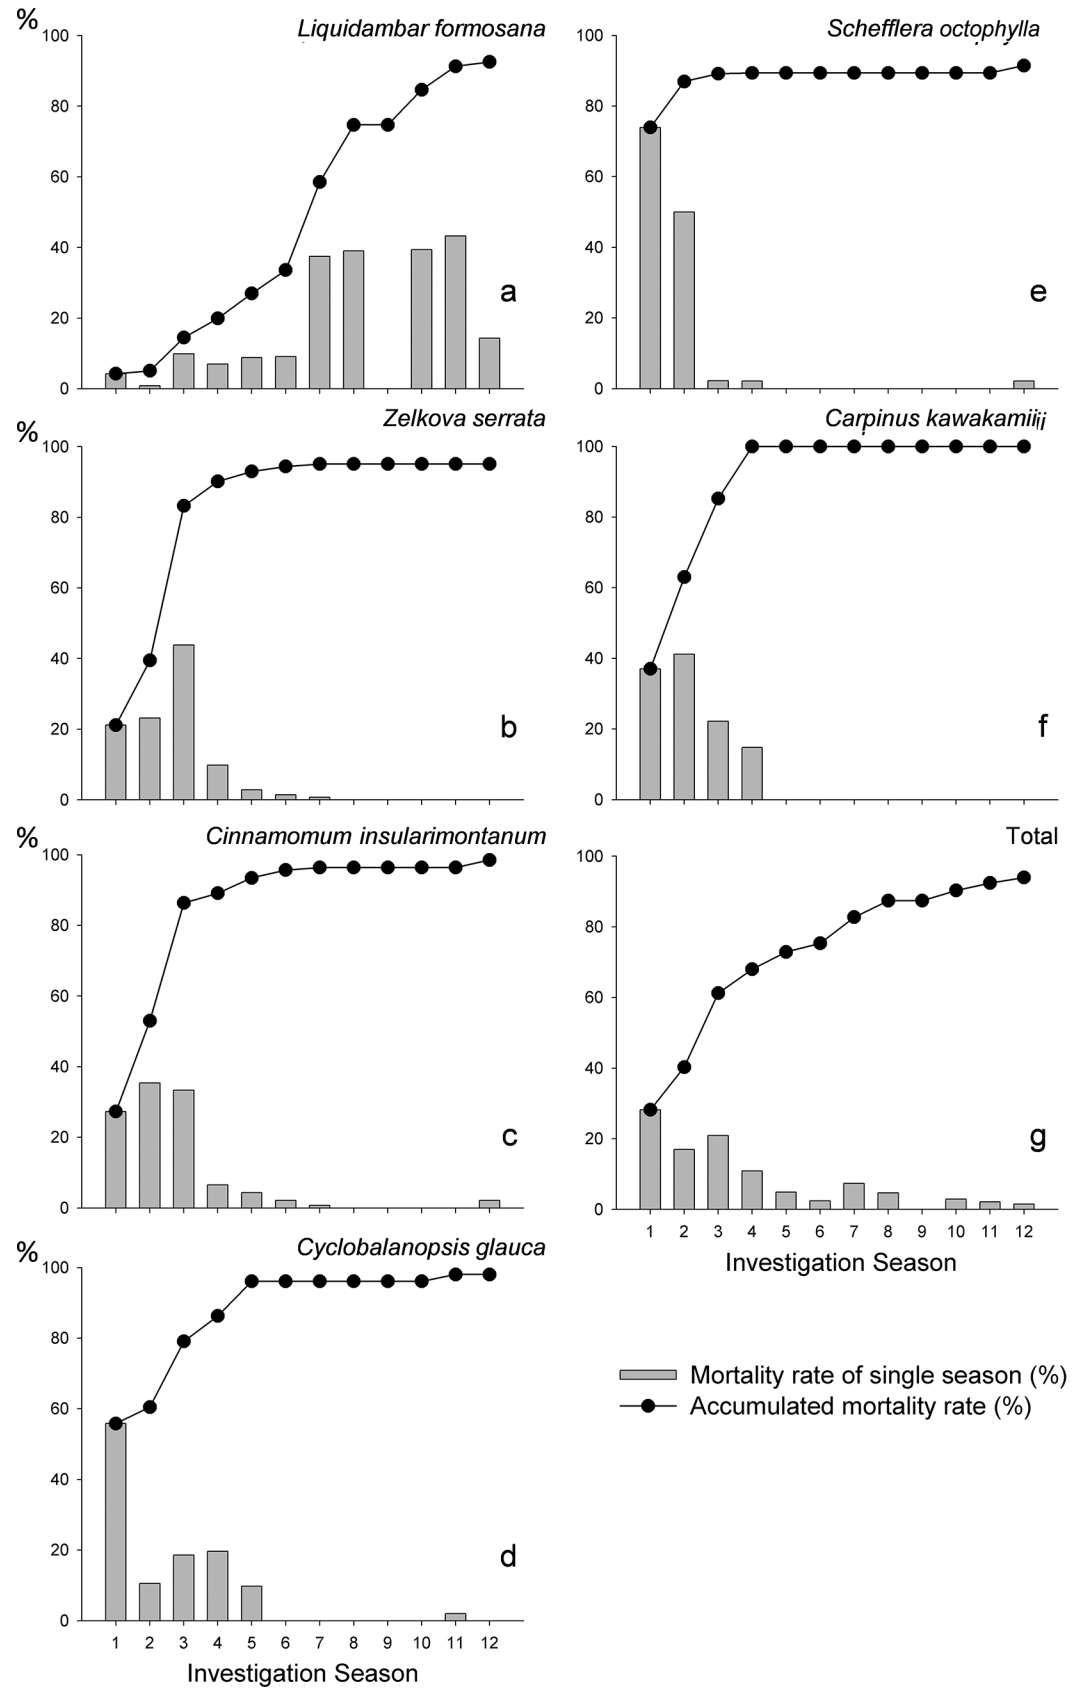 %
Liquidambar formosana
100
80
60
40
20
0
a
Schefflera octophylla
100
80
60
40
20
0
e
%
Zelkova serrata
100
80
60
40
20
0
b
Carpinus kawakamiiij
100
80
60
40
20
0
f
%
Cinnamomum insularimontanum
100
80
60
40
20
0
c
Total
100
80
60
40
20
0
g
1 2 3 4 5 6 7 8 9 10 11 12
Investigation Season
%
Cyclobalanopsis glauca
100
80
60
40
20
0
d
1 2 3 4 5 6 7 8 9 10 11 12
Investigation Season
Mortality rate of single season (%)
Accumulated mortality rate (%)